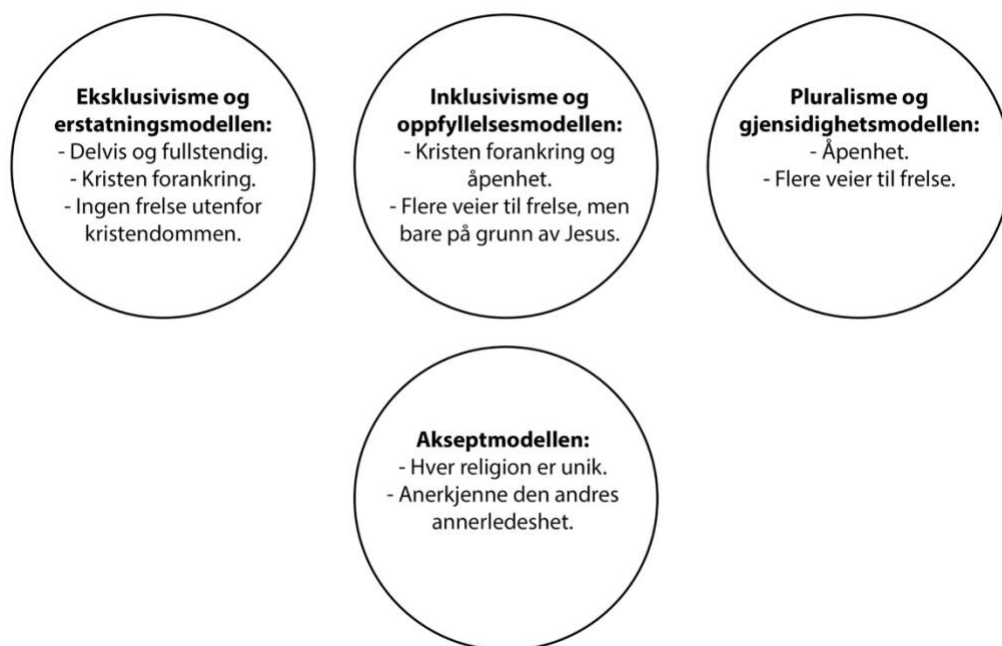 Eksklusivisme og
erstatningsmodellen:
- Delvis og fullstendig.
- Kristen forankring.
- Ingen frelse utenfor
kristendommen.
Inklusivisme og
oppfyllelsesmodellen:
- Kristen forankring og
åpenhet.
- Flere veier til frelse, men
bare på grunn av Jesus.
Pluralisme og
gjensidighetsmodellen:
- Åpenhet.
- Flere veier til frelse.
Akseptmodellen:
- Hver religion er unik.
- Anerkjenne den andres
annerledeshet.